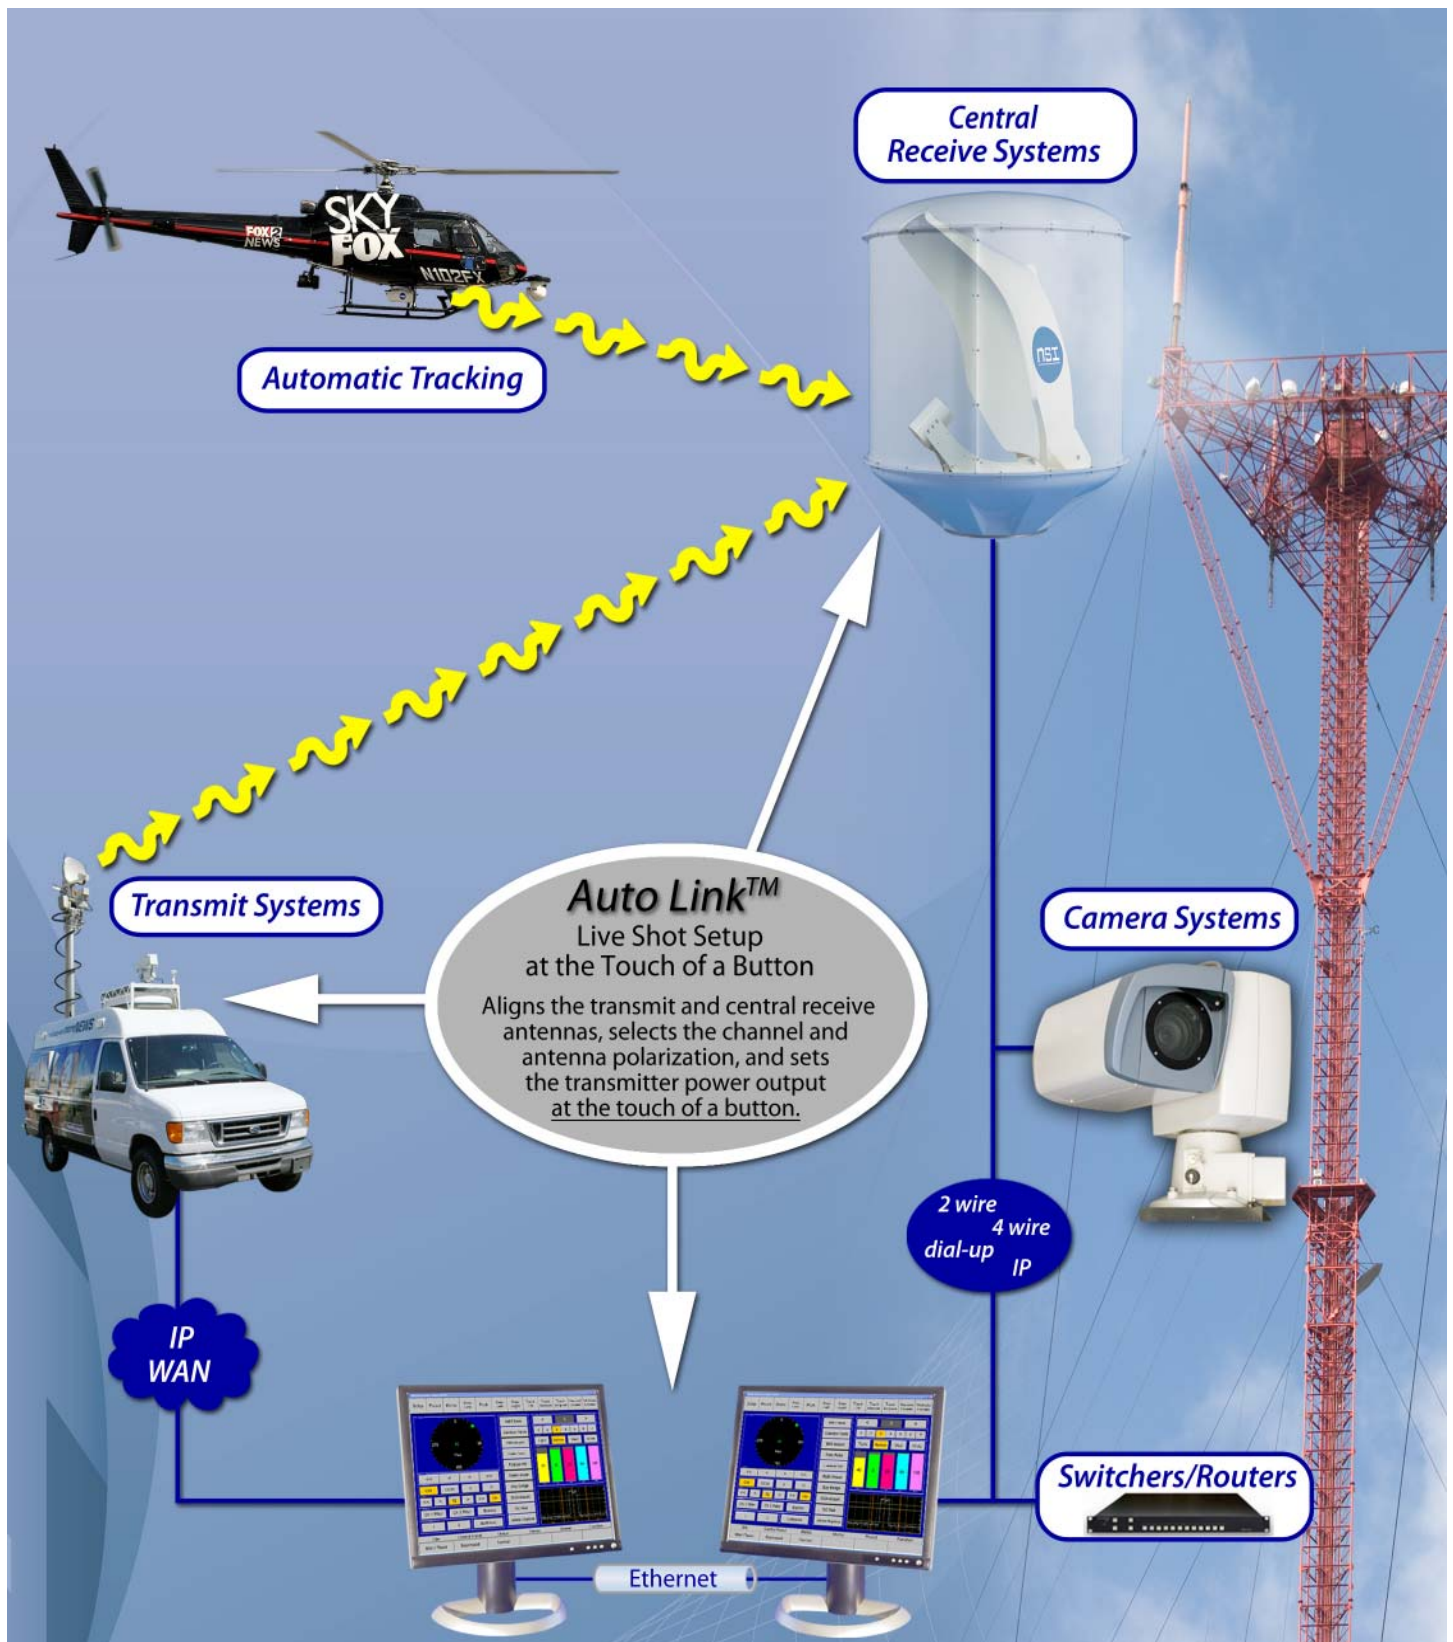 Central
Receive Systems
SKY
FOX
FOX 2
NEWS
N102FX
nsi
Automatic Tracking
Transmit Systems
NEWS
Auto Link™
Live Shot Setup
at the Touch of a Button
Aligns the transmit and central receive
antennas, selects the channel and
antenna polarization, and sets
the transmitter power output
at the touch of a button.
Camera Systems
2 wire
4 wire
dial-up
IP
IP
WAN
Switchers/Routers
Ethernet